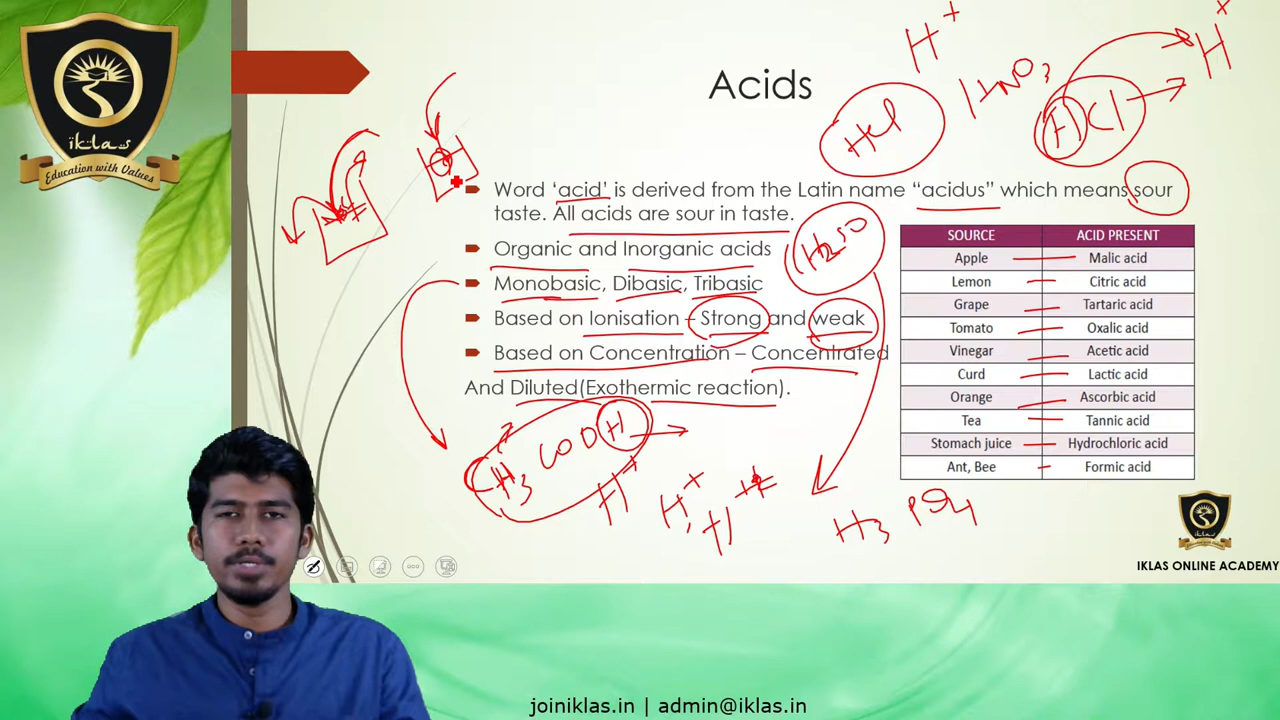 Acids
H+
HNO3
HCl
HCl
H+
iklas
Education with Values
Word ‘acid’ is derived from the Latin name “acidus” which means sour
taste. All acids are sour in taste.
Organic and Inorganic acids
Monobasic, Dibasic, Tribasic
Based on Ionisation – Strong and weak
Based on Concentration – Concentrated
And Diluted(Exothermic reaction).
H2SO
SOURCE ACID PRESENT
Apple Malic acid
Lemon Citric acid
Grape Tartaric acid
Tomato Oxalic acid
Vinegar Acetic acid
Curd Lactic acid
Orange Ascorbic acid
Tea Tannic acid
Stomach juice Hydrochloric acid
Ant, Bee Formic acid
CH3COOH
H+
H+, H+
H3PO4
IKLAS ONLINE ACADEMY
joiniklas.in | admin@iklas.in